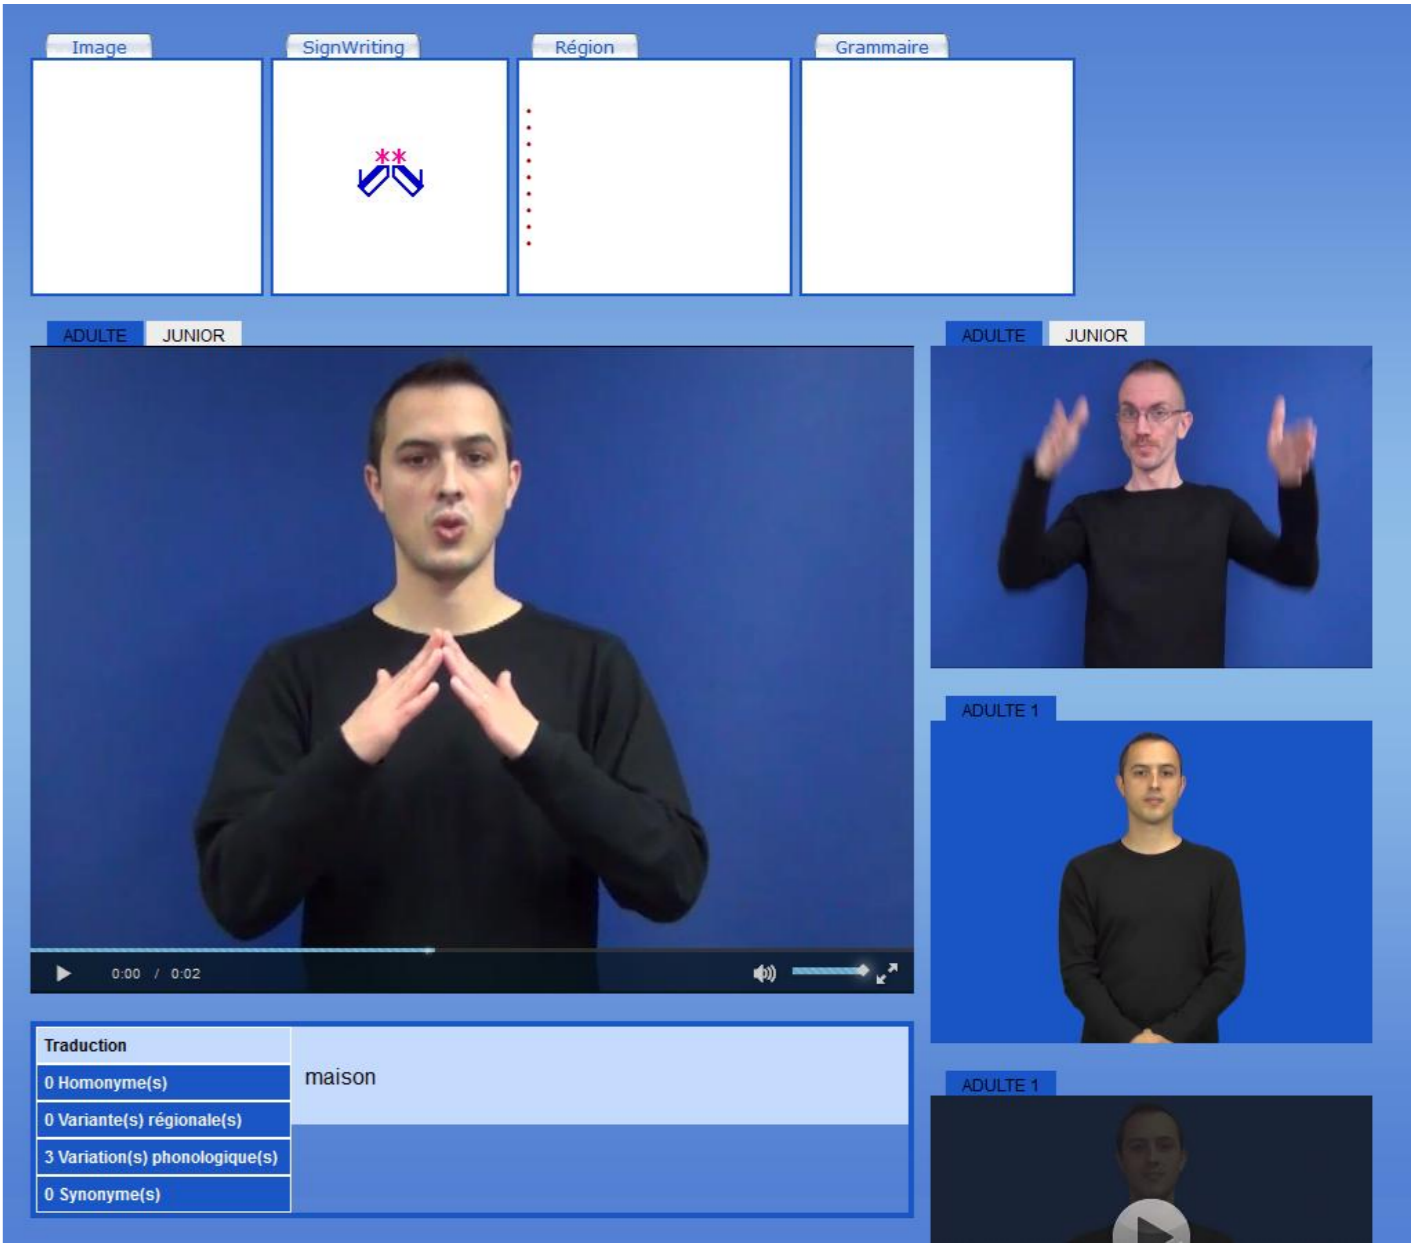 Image
SignWriting
Région
Grammaire
ADULTE
JUNIOR
ADULTE
JUNIOR
ADULTE 1
0:00 / 0:02
Traduction
maison
0 Homonyme(s)
0 Variante(s) régionale(s)
3 Variation(s) phonologique(s)
0 Synonyme(s)
ADULTE 1